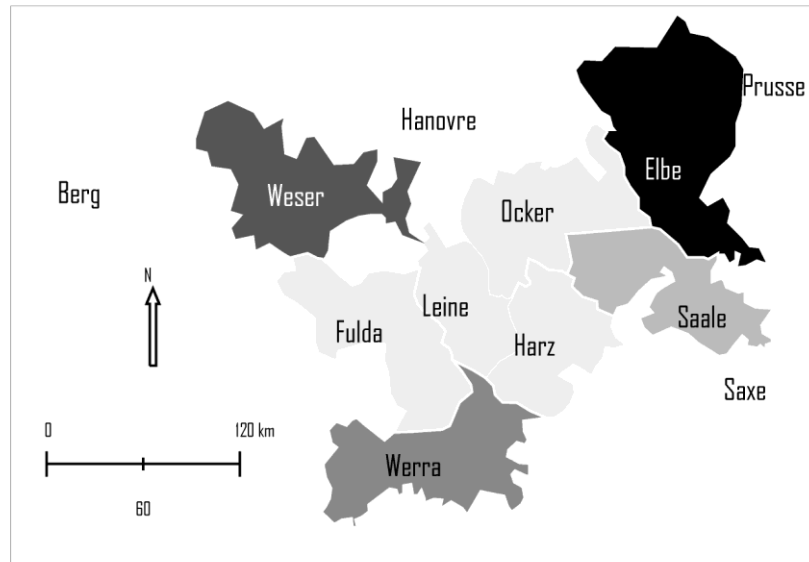 Prusse
Hanovre
Elbe
Berg
Weser
Ocker
N
Leine
Saale
Fulda
Harz
Saxe
0
120 km
Werra
60